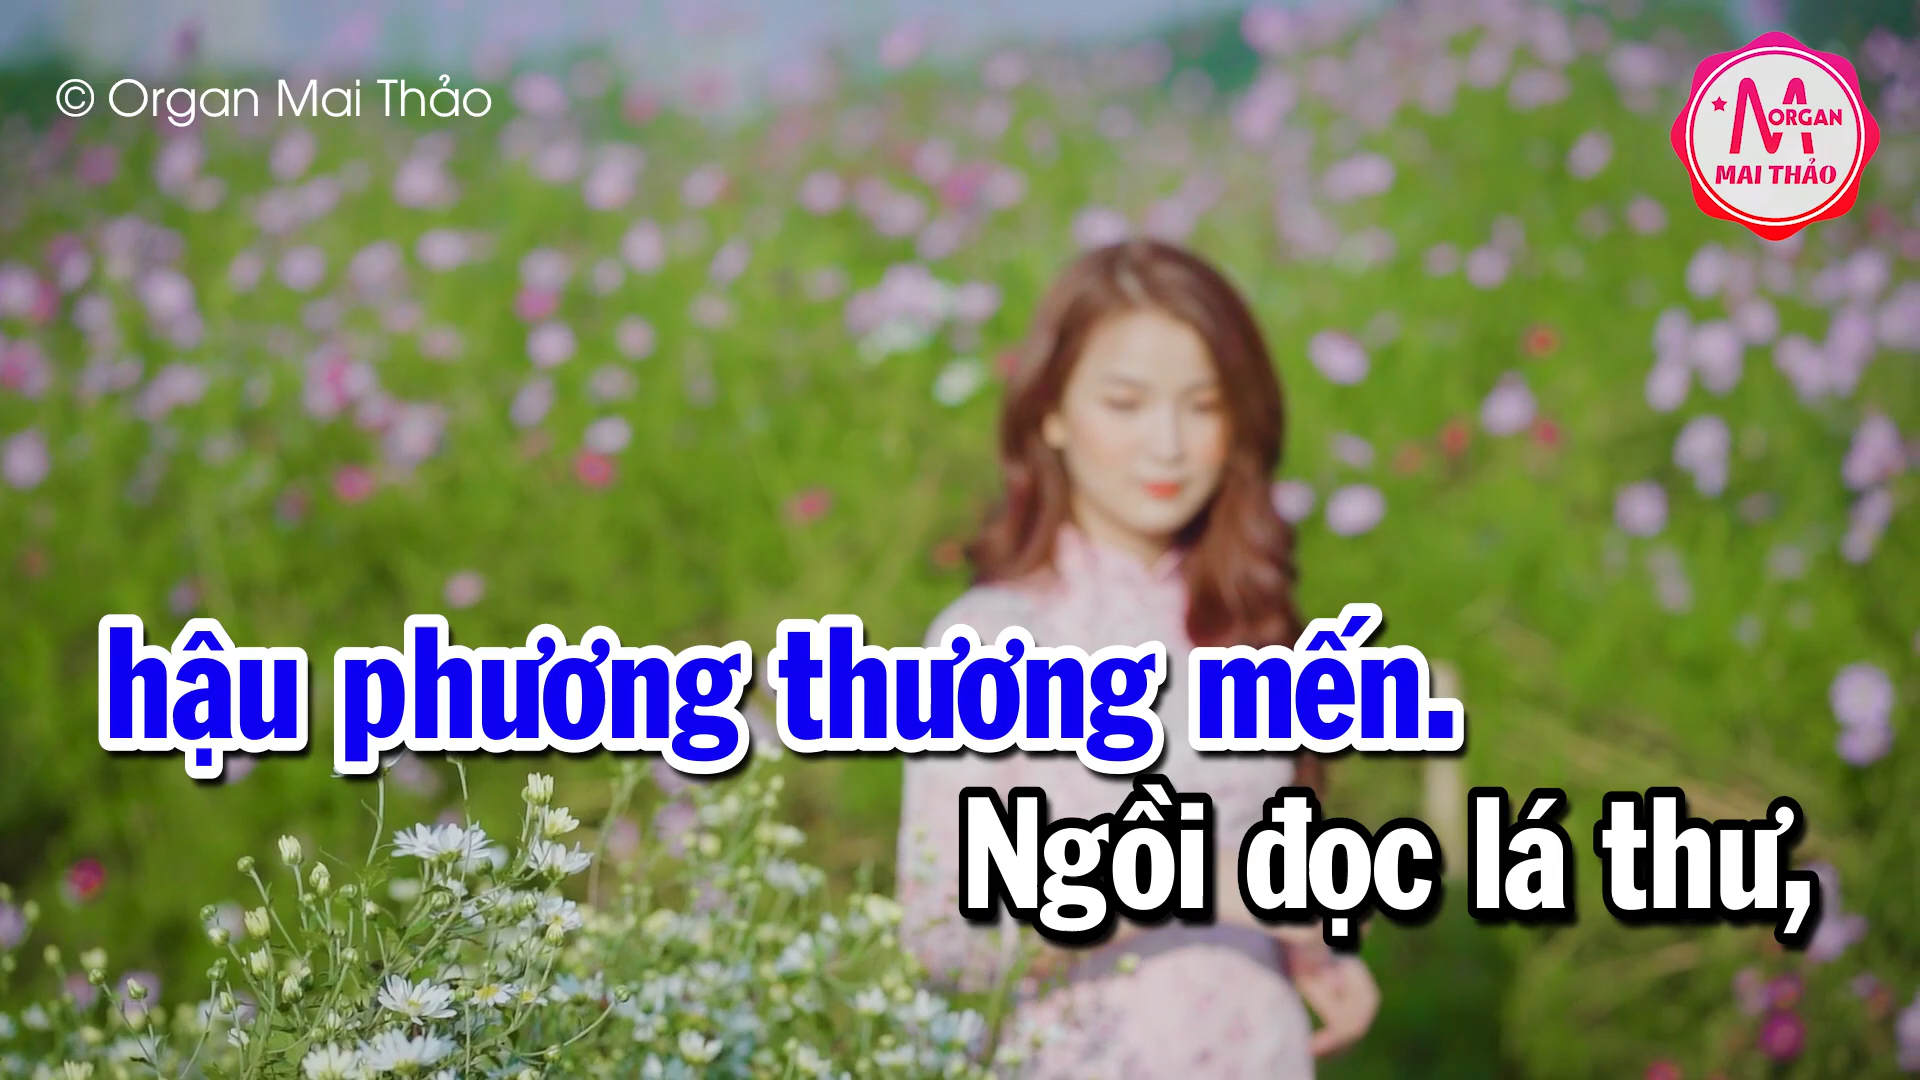 © Organ Mai Thảo
ORGAN
MAI THẢO
hậu phương thương mến.
Ngồi đọc lá thư,